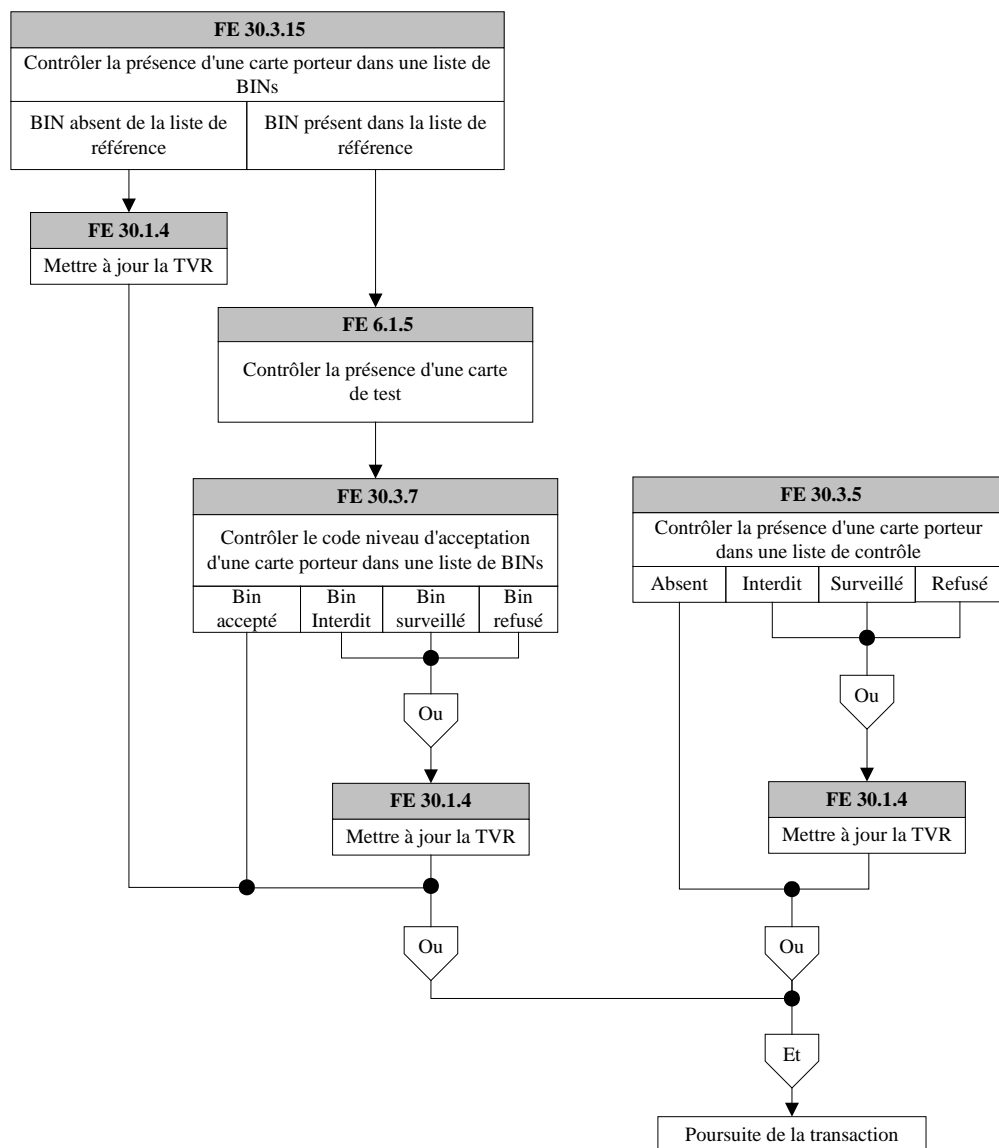 FE 30.3.15
Contrôler la présence d'une carte porteur dans une liste de
BINs
BIN absent de la liste de
référence
BIN présent dans la liste de
référence
FE 30.1.4
Mettre à jour la TVR
FE 6.1.5
Contrôler la présence d'une carte
de test
FE 30.3.7
Contrôler le code niveau d'acceptation
d'une carte porteur dans une liste de BINs
Bin
accepté
Bin
Interdit
Bin
surveillé
Bin
refusé
Ou
FE 30.1.4
Mettre à jour la TVR
FE 30.3.5
Contrôler la présence d'une carte porteur
dans une liste de contrôle
Absent
Interdit
Surveillé
Refusé
Ou
FE 30.1.4
Mettre à jour la TVR
Ou
Ou
Et
Poursuite de la transaction